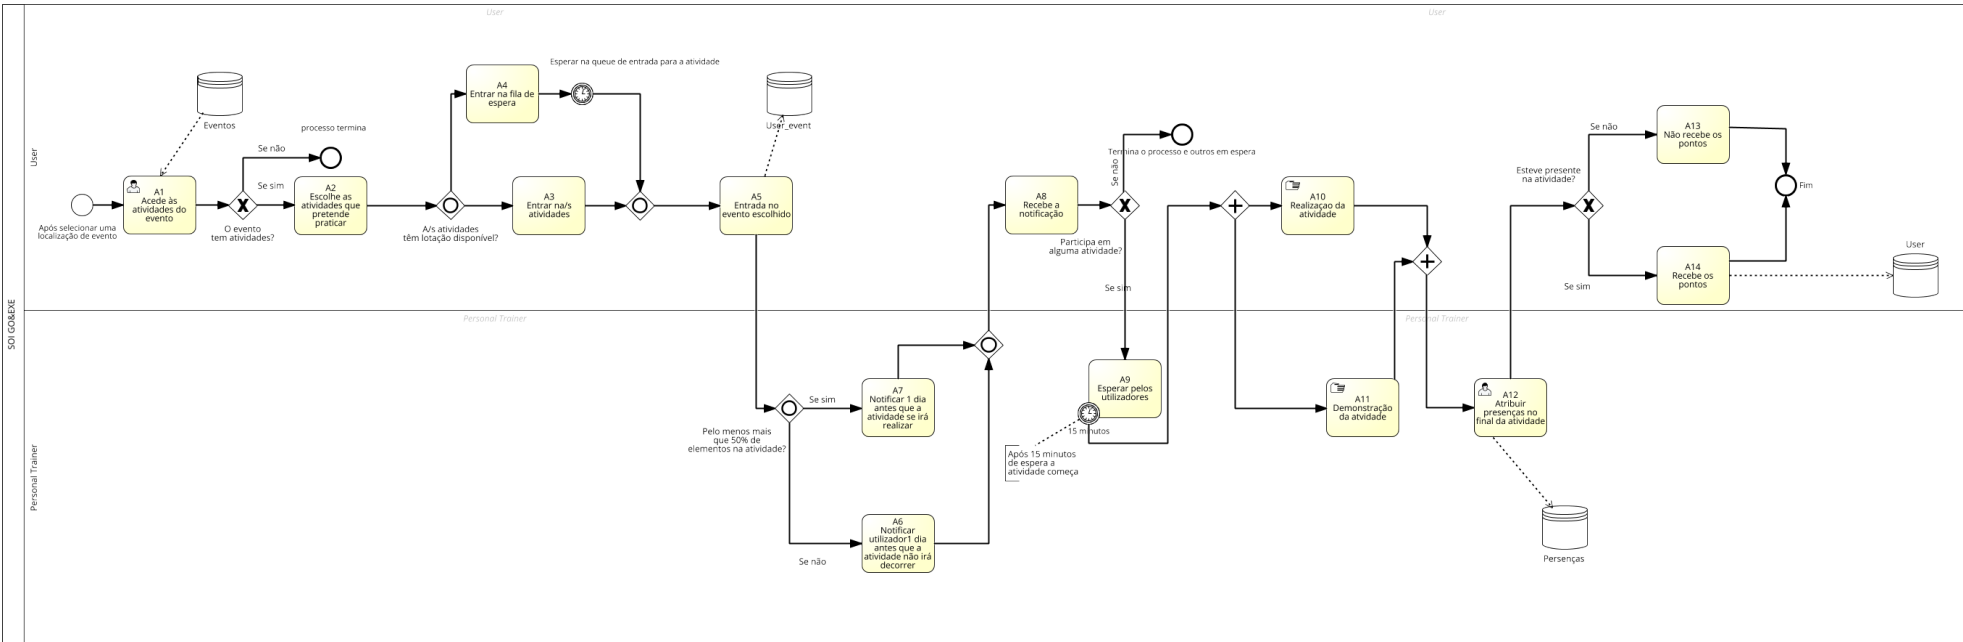 SOI GO&EXE
User
User
User
Após selecionar uma
localização de evento
A1
Acede às
atividades do
evento
Eventos
O evento
tem atividades?
Se não
processo termina
Se sim
A2
Escolhe as
atividades que
pretende
praticar
A/s atividades
têm lotação disponível?
A4
Entrar na fila de
espera
Esperar na queue de entrada para a atividade
A3
Entrar na/s
atividades
A5
Entrada no
evento escolhido
User_event
A8
Recebe a
notificação
Participa em
alguma atividade?
Se não
Termina o processo e outros em espera
Se sim
A10
Realizaçao da
atividade
Esteve presente
na atividade?
Se não
A13
Não recebe os
pontos
Fim
Se sim
A14
Recebe os
pontos
User
Personal Trainer
Personal Trainer
Personal Trainer
Pelo menos mais
que 50% de
elementos na atividade?
Se sim
A7
Notificar 1 dia
antes que a
atividade se irá
realizar
Se não
A6
Notificar
utilizador1 dia
antes que a
atividade não irá
decorrer
A9
Esperar pelos
utilizadores
15 minutos
Após 15 minutos
de espera a
atividade começa
A11
Demonstração
da atvidade
A12
Atribuir
presenças no
final da atividade
Persenças